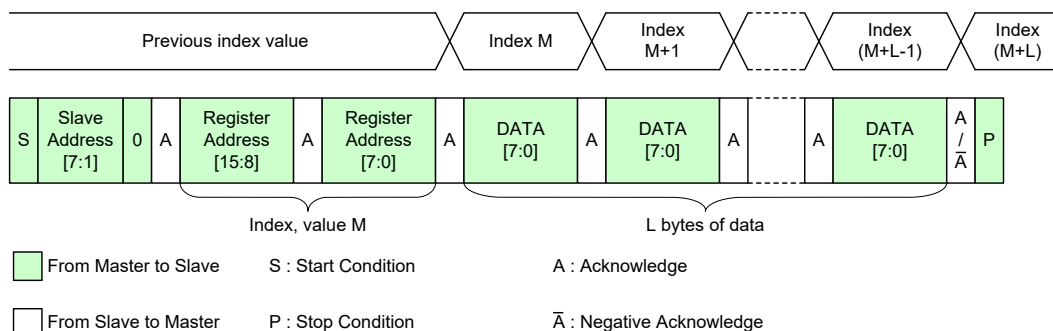 Previous index value
Index M
Index
M+1
Index
(M+L-1)
Index
(M+L)
S
Slave
Address
[7:1]
0
A
Register
Address
[15:8]
A
Register
Address
[7:0]
A
DATA
[7:0]
A
DATA
[7:0]
A
A
DATA
[7:0]
A
/
A̅
P
Index, value M
L bytes of data
From Master to Slave
S : Start Condition
A : Acknowledge
From Slave to Master
P : Stop Condition
A̅ : Negative Acknowledge